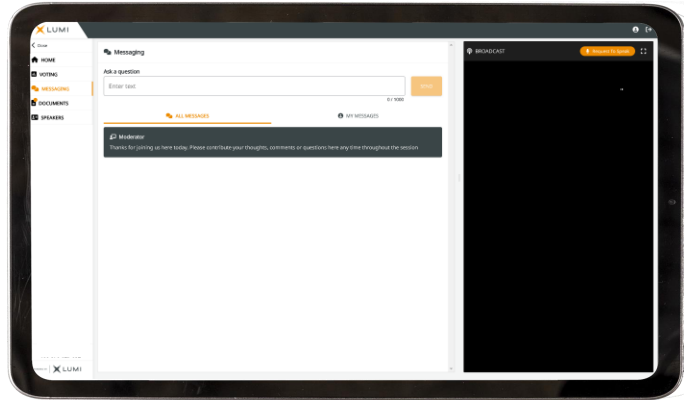 LUMI
Close
HOME
VOTING
MESSAGING
DOCUMENTS
SPEAKERS
LUMI
Messaging
Ask a question
Enter text
Send
0 / 1000
ALL MESSAGES
MY MESSAGES
Moderator
Thanks for joining us here today. Please contribute your thoughts, comments or questions here any time throughout the session
BROADCAST
Request To Speak